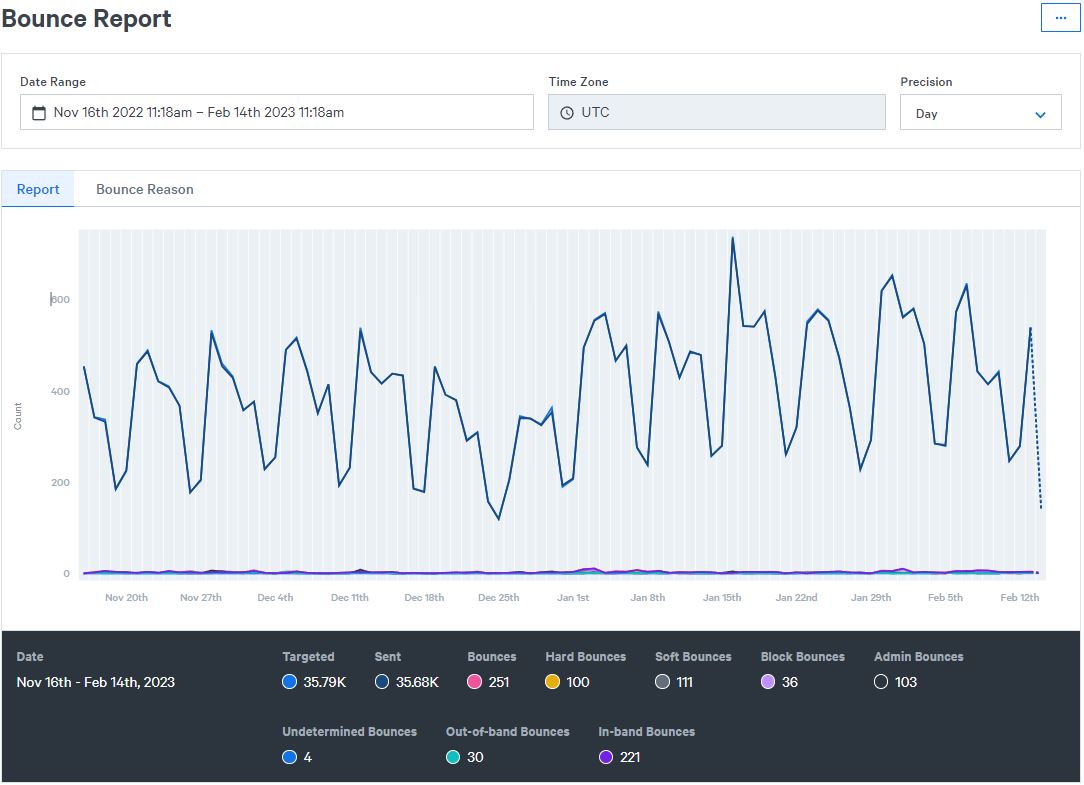 Bounce Report
...
Date Range Time Zone Precision
Nov 16th 2022 11:18am – Feb 14th 2023 11:18am UTC Day
Report Bounce Reason
600
400
Count
200
0
Nov 20th Nov 27th Dec 4th Dec 11th Dec 18th Dec 25th Jan 1st Jan 8th Jan 15th Jan 22nd Jan 29th Feb 5th Feb 12th
Date Targeted Sent Bounces Hard Bounces Soft Bounces Block Bounces Admin Bounces
Nov 16th - Feb 14th, 2023 35.79K 35.68K 251 100 111 36 103
Undetermined Bounces Out-of-band Bounces In-band Bounces
4 30 221